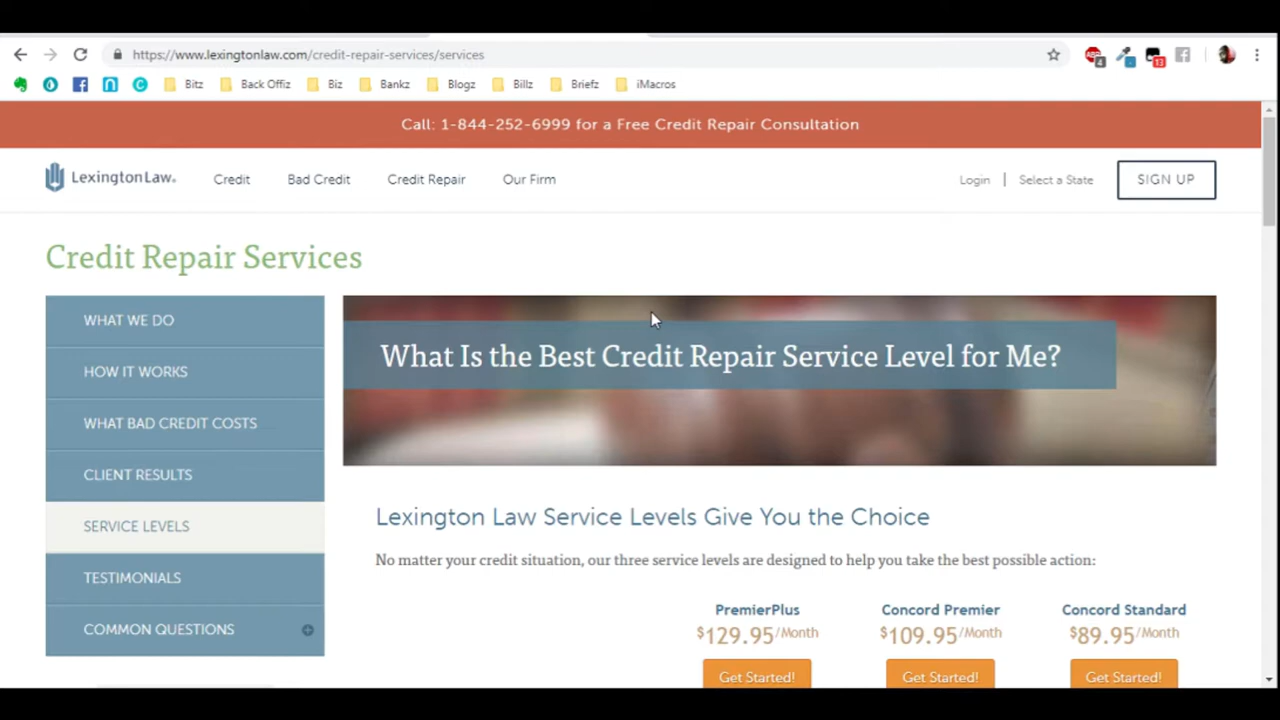 https://www.lexingtonlaw.com/credit-repair-services/services
4
13
Bitz
Back Offiz
Biz
Bankz
Blogz
Billz
Briefz
iMacros
Call: 1-844-252-6999 for a Free Credit Repair Consultation
LexingtonLaw.
Credit
Bad Credit
Credit Repair
Our Firm
Login
Select a State
SIGN UP
Credit Repair Services
WHAT WE DO
HOW IT WORKS
WHAT BAD CREDIT COSTS
CLIENT RESULTS
SERVICE LEVELS
TESTIMONIALS
COMMON QUESTIONS
What Is the Best Credit Repair Service Level for Me?
Lexington Law Service Levels Give You the Choice
No matter your credit situation, our three service levels are designed to help you take the best possible action:
PremierPlus
$129.95/Month
Get Started!
Concord Premier
$109.95/Month
Get Started!
Concord Standard
$89.95/Month
Get Started!